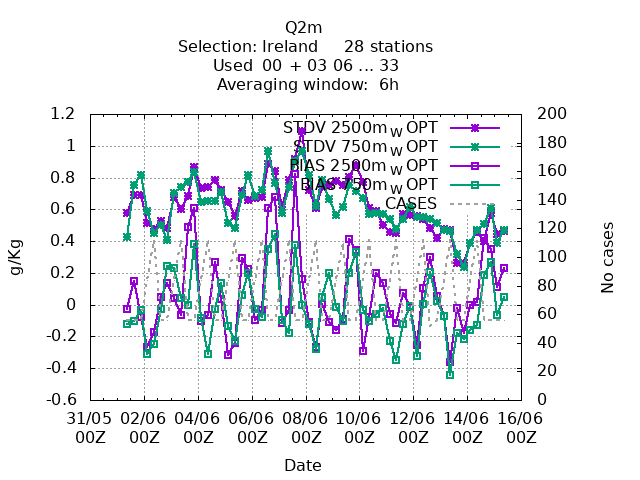 Q2m
Selection: Ireland     28 stations
Used  00 + 03 06 ... 33
Averaging window:  6h
STDV 2500m_W OPT
STDV 750m_W OPT
BIAS 2500m_W OPT
BIAS 750m_W OPT
CASES
1.2
1
0.8
0.6
0.4
0.2
0
-0.2
-0.4
-0.6
g/Kg
200
180
160
140
120
100
80
60
40
20
0
No cases
31/05 02/06 04/06 06/06 08/06 10/06 12/06 14/06 16/06
00Z 00Z 00Z 00Z 00Z 00Z 00Z 00Z 00Z
Date